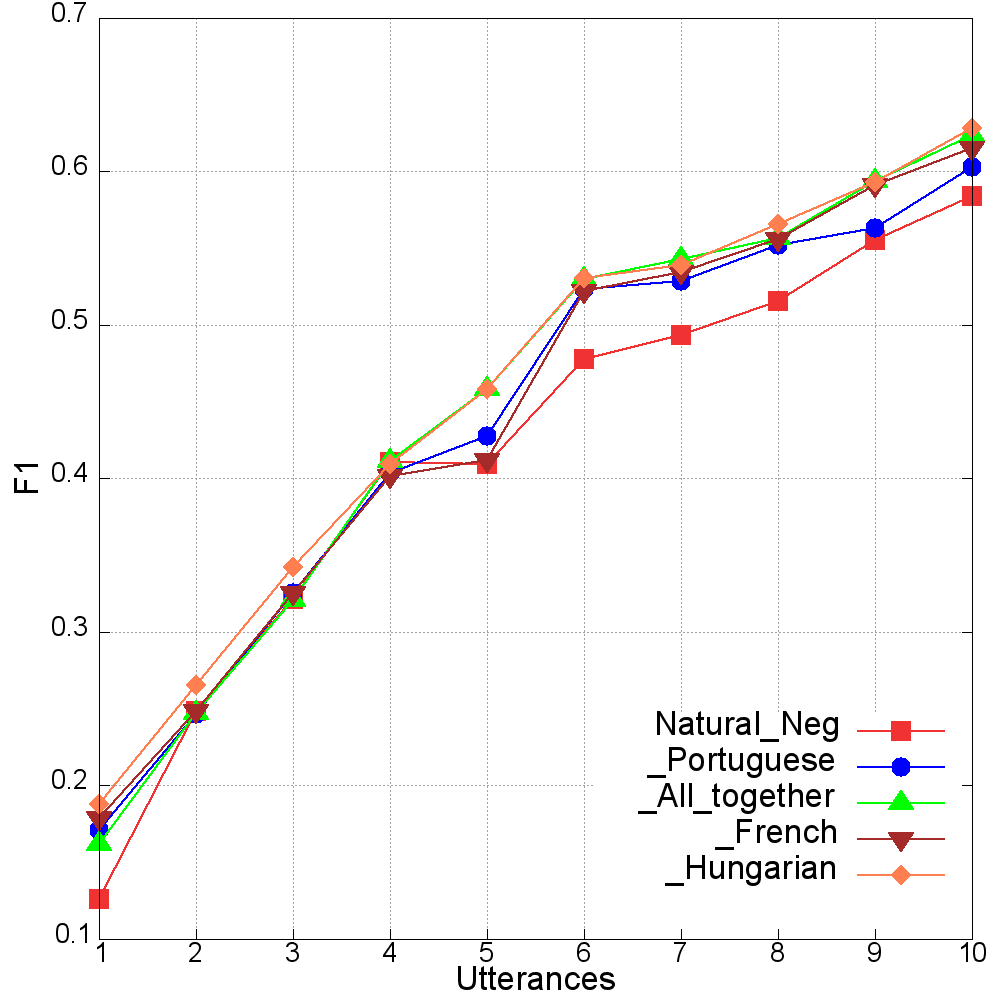 0.7
0.6
0.5
0.4
0.3
0.2
0.1
F1
Natural_Neg
_Portuguese
_All_together
_French
_Hungarian
1 2 3 4 5 6 7 8 9 10
Utterances